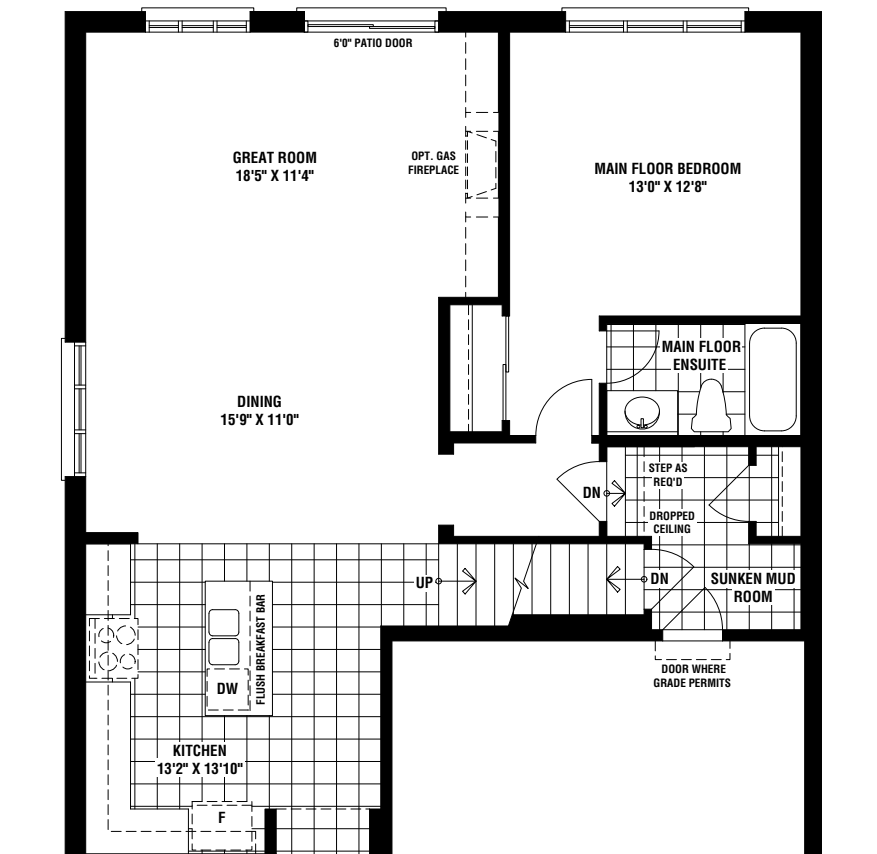 6'0" PATIO DOOR
GREAT ROOM
18'5" X 11'4"
OPT. GAS
FIREPLACE
MAIN FLOOR BEDROOM
13'0" X 12'8"
MAIN FLOOR
ENSUITE
DINING
15'9" X 11'0"
STEP AS
REQ'D
DN
DROPPED
CEILING
UP
DN
SUNKEN MUD
ROOM
FLUSH BREAKFAST BAR
DW
DOOR WHERE
GRADE PERMITS
KITCHEN
13'2" X 13'10"
F